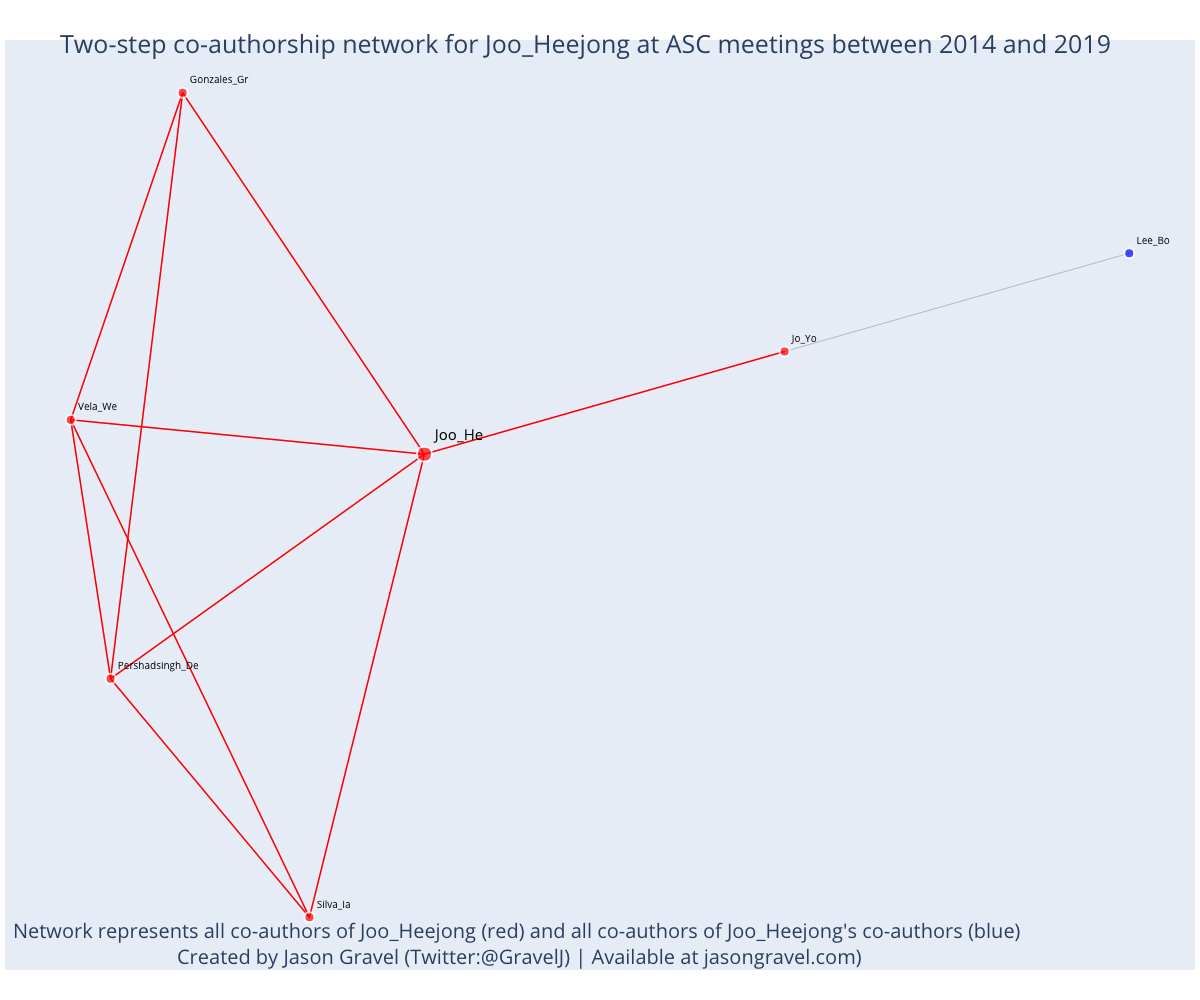 Two-step co-authorship network for Joo_Heejong at ASC meetings between 2014 and 2019
Gonzales_Gr
Lee_Bo
Jo_Yo
Vela_We
Joo_He
Pershadsingh_De
Silva_Ia
Network represents all co-authors of Joo_Heejong (red) and all co-authors of Joo_Heejong's co-authors (blue)
Created by Jason Gravel (Twitter:@GravelJ) | Available at jasongravel.com)